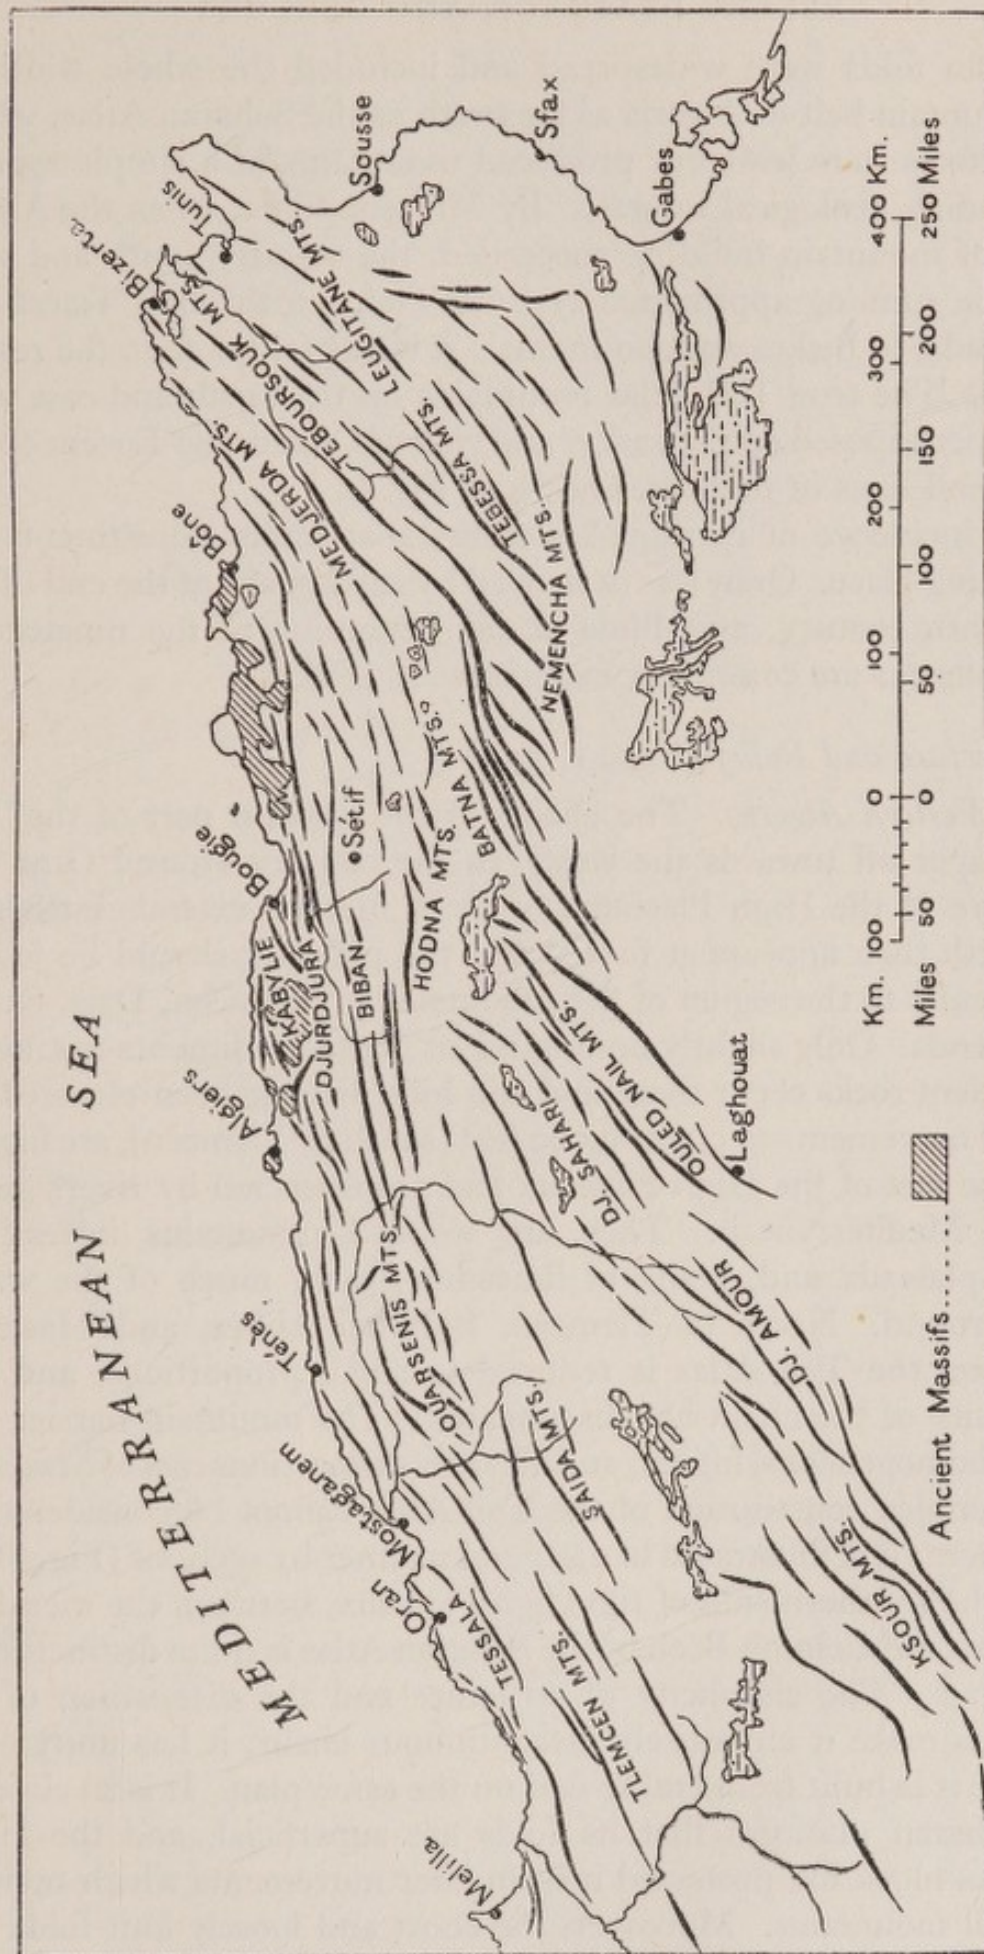 MEDITERRANEAN SEA
Melilla
Oran
Mostaganem
Ténès
Algiers
Bougie
Bône
Bizerta
Tunis
Sousse
Sfax
Gabes
Sétif
Laghouat
TESSALA
TLEMCEN MTS.
SAIDA MTS.
OUARSENIS MTS.
KABYLIE
DJURDJURA
BIBAN
HODNA MTS.
BATNA MTS.
MEDJERDA MTS.
TEBOURSOUK MTS.
LEUGITANE MTS.
TEBESSA MTS.
NEMENCHA MTS.
DJ. SAHARI
OULED NAIL MTS.
DJ. AMOUR
KSOUR MTS.
Ancient Massifs
Km. 100 0 100 200 300 400 Km.
Miles 50 0 50 100 150 200 250 Miles